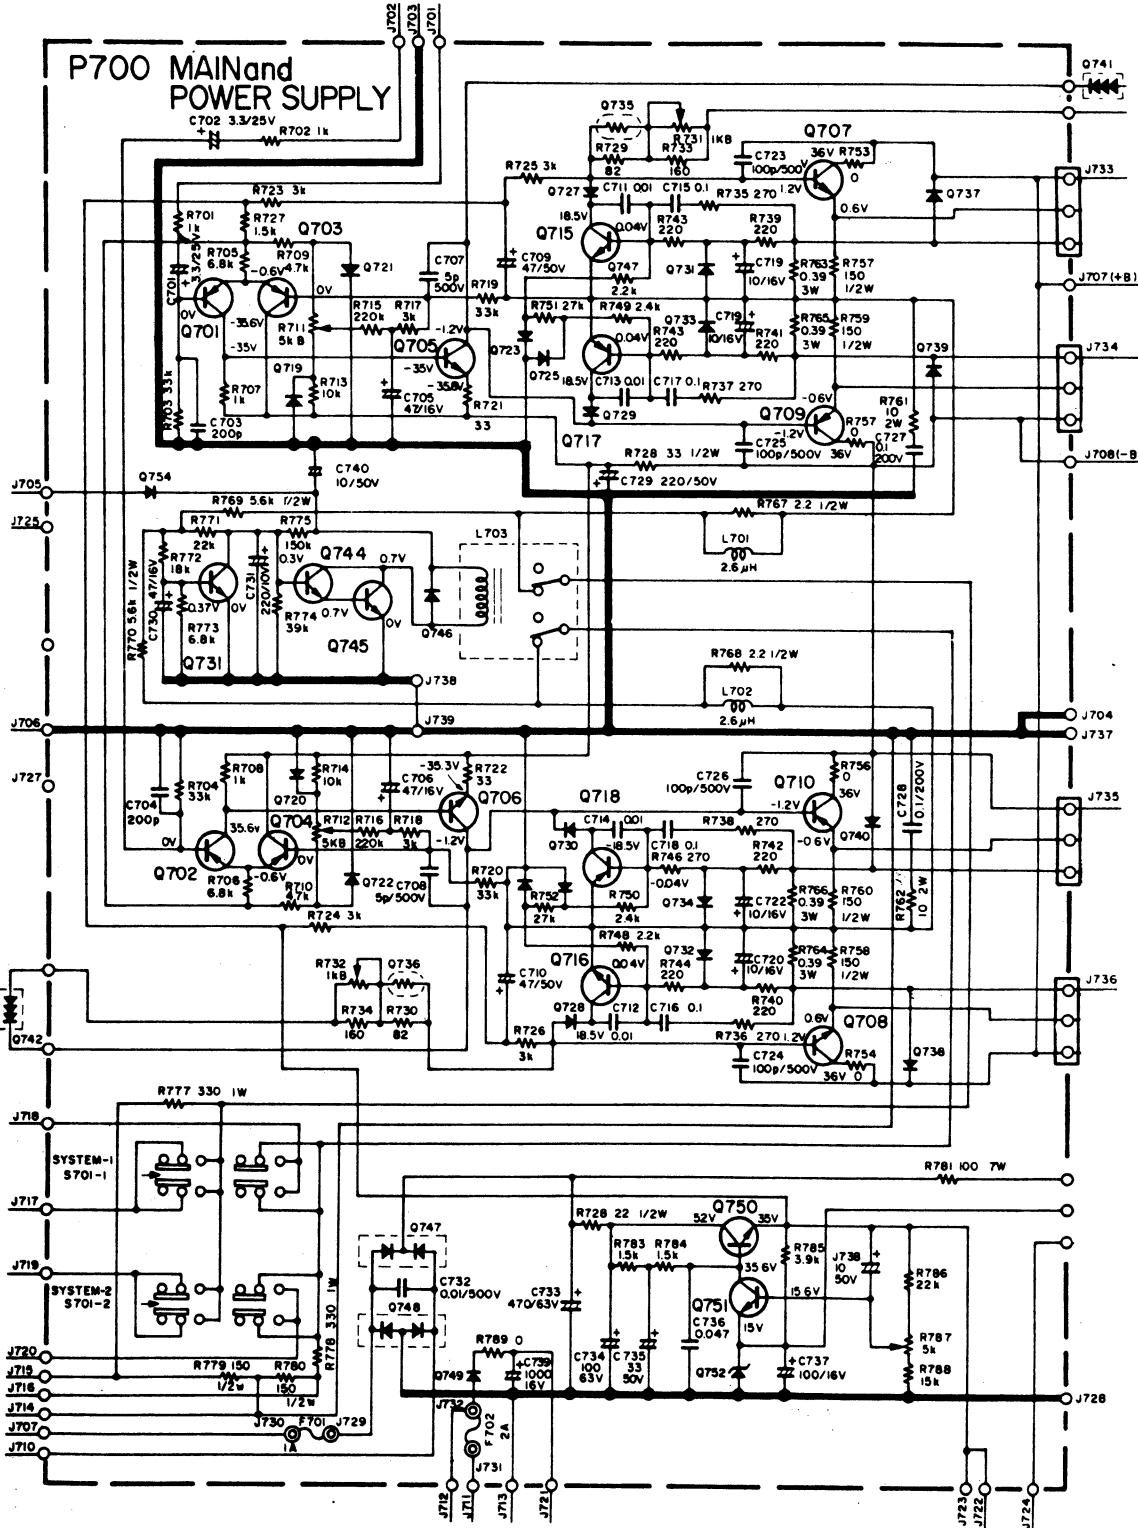 J702
J703
J701
P700 MAIN and
POWER SUPPLY
Q741
C702 3.3/25V
R702 1k
Q735
R731 1KB
R729
82
R733
160
Q707
C723
100p/500V
36V
R753
0
1.2V
0.6V
J733
Q737
R725 3k
R723 3k
Q727
C711 0.01
C715 0.1
R735 270
R701
1k
R727
1.5k
Q703
18.5V
0.04V
Q715
R743
220
R739
220
R705
6.8k
R709
4.7k
C701
3.3/25V
-0.6V
Q721
C707
5p
500V
C709
47/50V
R719
33k
Q747
2.2k
Q731
C719
10/16V
R763
0.39
3W
R757
150
1/2W
J707(+B)
0V
Q701
-35.6V
0V
R711
5kB
R715
220k
R717
3k
R751 27k
R749 2.4k
Q733
C719
10/16V
R765
0.39
3W
R759
150
1/2W
-35V
Q705
-1.2V
-35V
-35.8V
Q723
Q725
0.04V
R743
220
R741
220
Q739
J734
Q719
R707
1k
R713
10k
C705
47/16V
R721
33
18.5V
C713 0.01
C717 0.1
R737 270
Q729
R703 33k
C703
200p
Q717
Q709
-0.6V
-1.2V
R757
0
36V
R761
10
2W
C727
0.1
200V
C725
100p/500V
J708(-B
C740
10/50V
R728 33 1/2W
C729 220/50V
J705
Q754
J725
R769 5.6k 1/2W
R767 2.2 1/2W
L701
2.6μH
R771
22k
R775
150k
L703
R772
18k
0.3V
Q744
0.7V
R770 5.6k 1/2W
C730 47/16V
C731
220/10V
0.37V
0V
R773
6.8k
R774
39k
0.7V
0V
Q731
Q745
Q746
R768 2.2 1/2W
L702
2.6μH
J738
J706
J739
J704
J737
J727
R708
1k
R714
10k
C706
47/16V
-35.3V
R722
33
C726
100p/500V
Q710
R756
0
36V
C728
0.1/200V
C704
200p
R704
33k
Q720
Q706
Q718
-1.2V
J735
35.6v
Q704
R712
5KB
R716
220k
R718
3k
-1.2V
C714
0.01
-18.5V
C718 0.1
R738
270
-0.6V
Q740
0V
Q702
-0.6V
0V
Q730
R746 270
R742
220
R706
6.8k
R710
4.7k
Q722
C708
5p/500V
R720
33k
-0.04V
R752
27k
R750
2.4k
Q734
C722
10/16V
R766
0.39
3W
R760
150
1/2W
R762
10 2W
R724 3k
R748 2.2k
Q732
R732
1kB
Q736
C710
47/50V
Q716
0.04V
R744
220
C720
10/16V
R764
0.39
3W
R758
150
1/2W
J736
R734
160
R730
82
Q728
C712
C716 0.1
R740
220
18.5V 0.01
Q742
R726
3k
R736 270
1.2V
0.6V
Q708
C724
100p/500V
R754
36V 0
Q738
R777 330 1W
J718
SYSTEM-1
S701-1
J717
R781 100 7W
Q747
R728 22 1/2W
52V
Q750
35V
J719
R783
1.5k
R784
1.5k
35.6V
R785
3.9k
J738
10
50V
SYSTEM-2
S701-2
C732
0.01/500V
C733
470/63V
Q751
15.6V
R786
22k
Q748
C736
0.047
15V
R778 330 1W
R789 0
R787
5k
J720
J715
J716
J714
J707
J710
R779 150
1/2W
R780
150
1/2W
Q749
C739
1000
16V
C734
100
63V
C735
33
50V
Q752
C737
100/16V
R788
15k
J728
J730
F701
J729
1A
J732
F702
2A
J731
J712
J711
J713
J721
J723
J722
J724